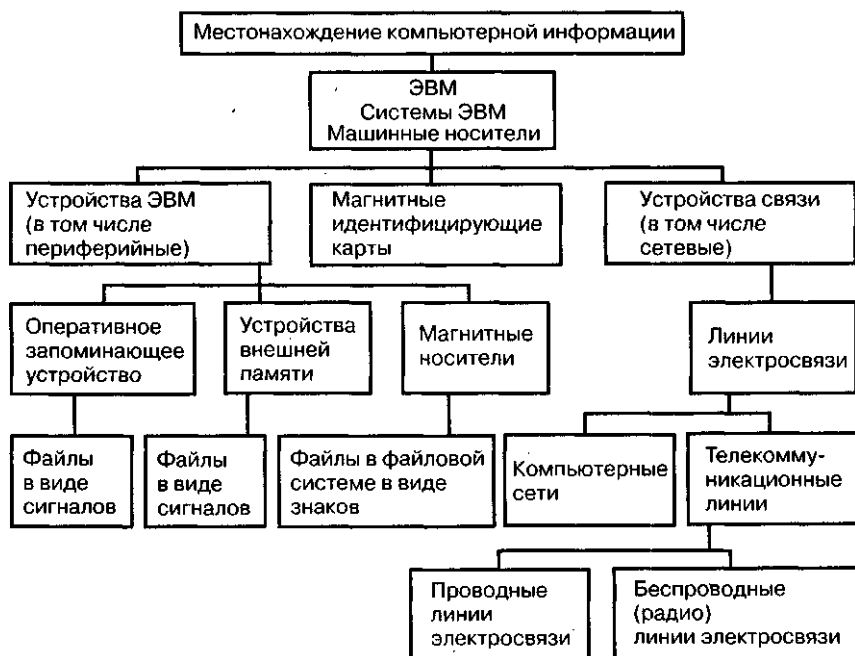 Местонахождение компьютерной информации
ЭВМ
Системы ЭВМ
Машинные носители
Устройства ЭВМ
(в том числе
периферийные)
Магнитные
идентифицирующие
карты
Устройства связи
(в том числе
сетевые)
Оперативное
запоминающее
устройство
Устройства
внешней
памяти
Магнитные
носители
Линии
электросвязи
Файлы
в виде
сигналов
Файлы
в виде
сигналов
Файлы в файловой
системе в виде
знаков
Компьютерные
сети
Телекомму-
никационные
линии
Проводные
линии
электросвязи
Беспроводные
(радио)
линии электросвязи